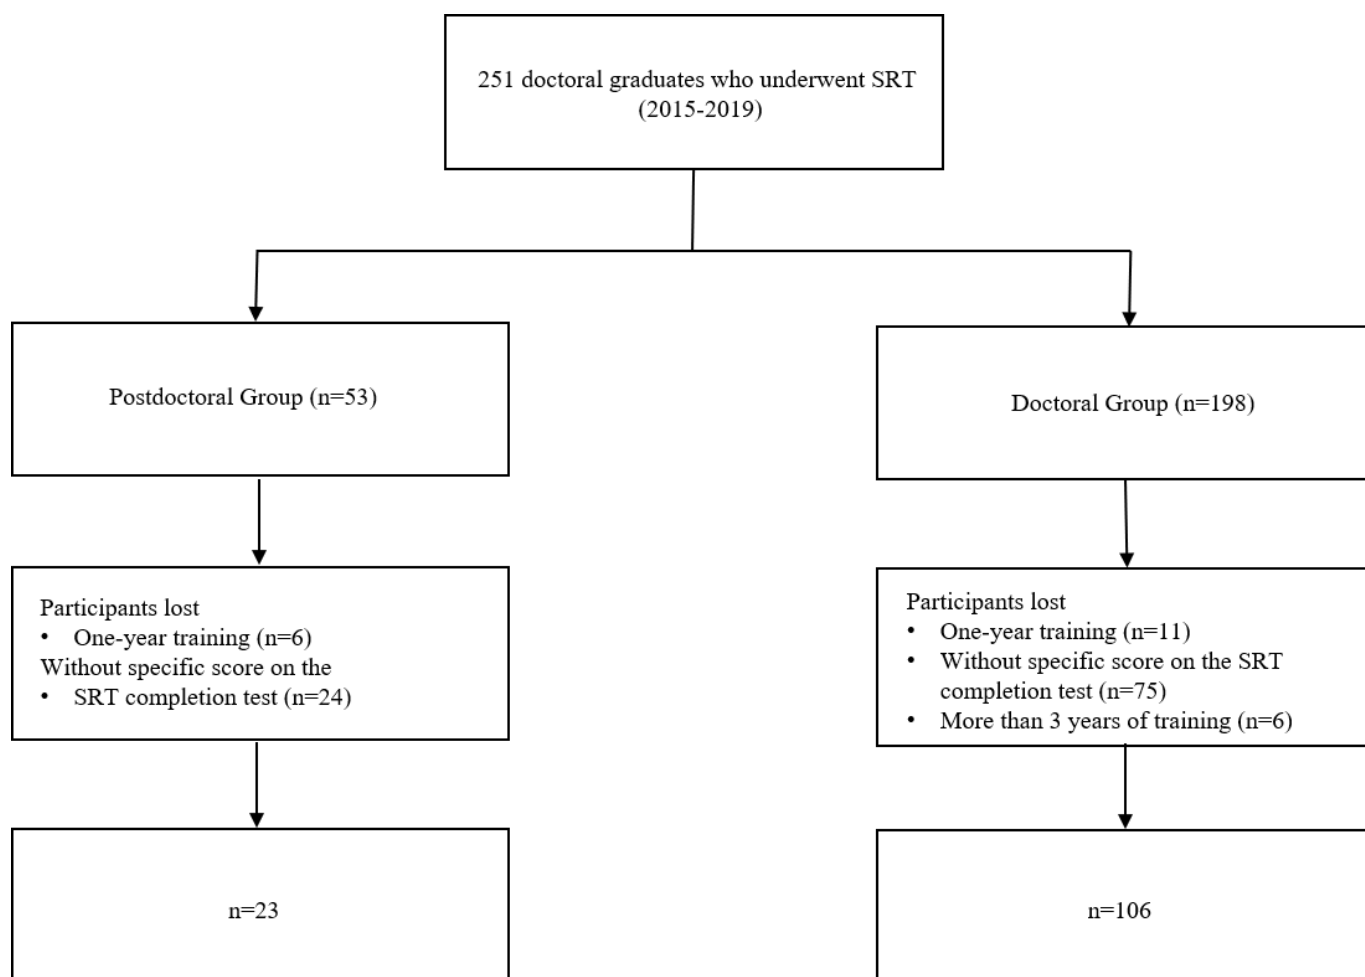 251 doctoral graduates who underwent SRT
(2015-2019)
Postdoctoral Group (n=53)
Doctoral Group (n=198)
Participants lost
• One-year training (n=6)
Without specific score on the
• SRT completion test (n=24)
Participants lost
• One-year training (n=11)
• Without specific score on the SRT
completion test (n=75)
• More than 3 years of training (n=6)
n=23
n=106